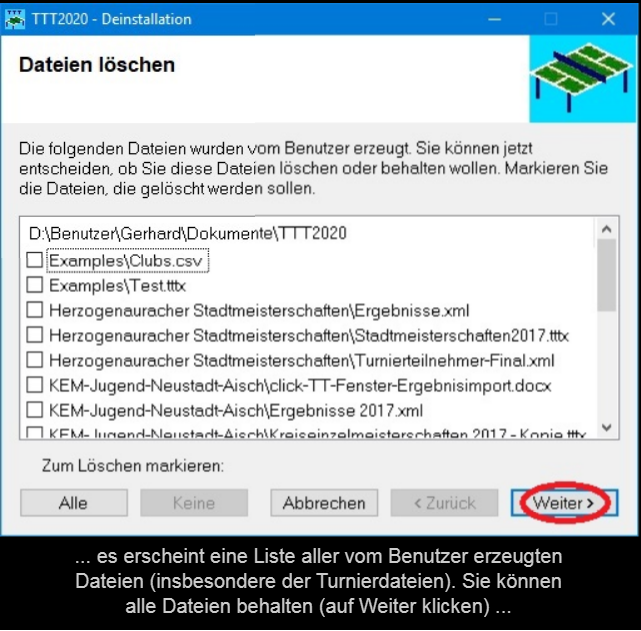 TTT2020 - Deinstallation
Dateien löschen
Die folgenden Dateien wurden vom Benutzer erzeugt. Sie können jetzt
entscheiden, ob Sie diese Dateien löschen oder behalten wollen. Markieren Sie
die Dateien, die gelöscht werden sollen.
D:\Benutzer\Gerhard\Dokumente\TTT2020
Examples\Clubs.csv
Examples\Test.tttx
Herzogenauracher Stadtmeisterschaften\Ergebnisse.xml
Herzogenauracher Stadtmeisterschaften\Stadtmeisterschaften2017.tttx
Herzogenauracher Stadtmeisterschaften\Turnierteilnehmer-Final.xml
KEM-Jugend-Neustadt-Aisch\click-TT-Fenster-Ergebnisimport.docx
KEM-Jugend-Neustadt-Aisch\Ergebnisse 2017.xml
KEM-Jugend-Neustadt-Aisch\Kreiseinzelmeisterschaften 2017 - Kopie.tttx
Zum Löschen markieren:
Alle Keine Abbrechen < Zurück Weiter >
... es erscheint eine Liste aller vom Benutzer erzeugten
Dateien (insbesondere der Turnierdateien). Sie können
alle Dateien behalten (auf Weiter klicken) ...